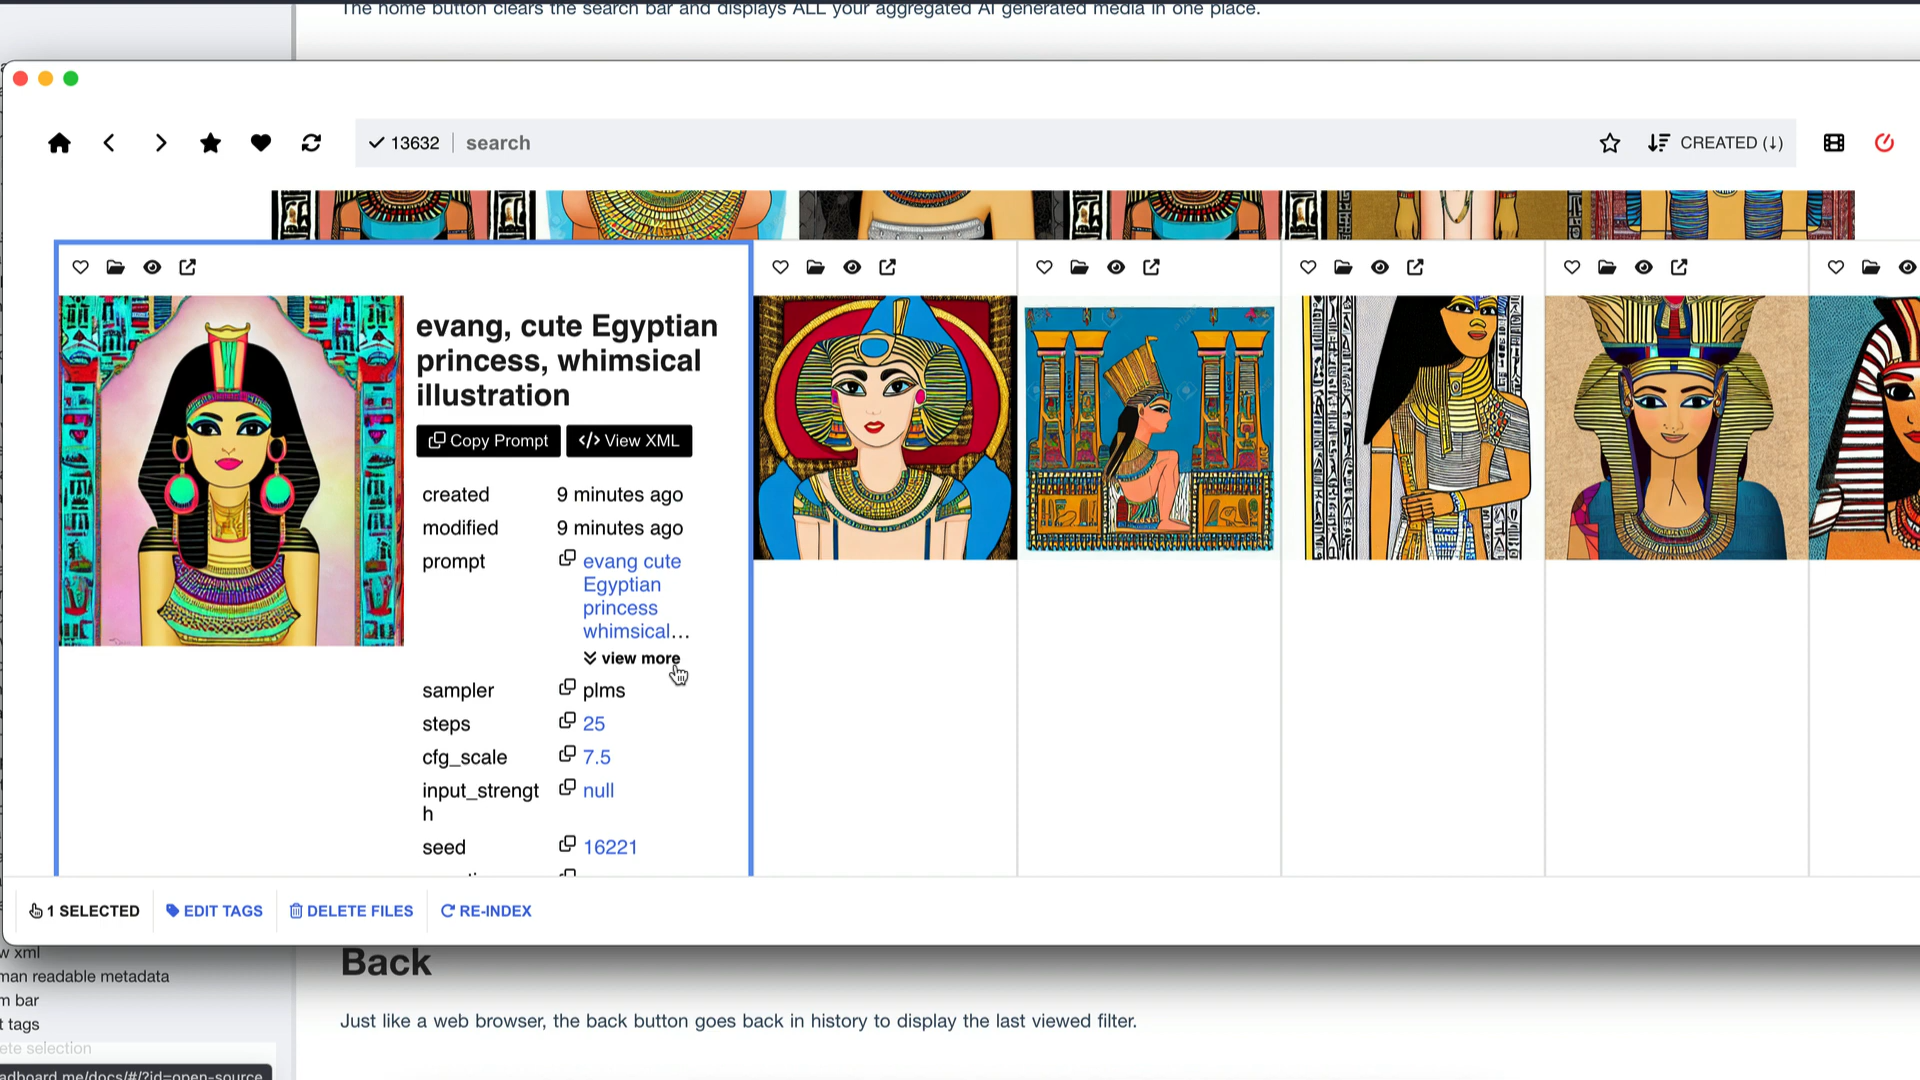 The home button clears the search bar and displays ALL your aggregated AI generated media in one place.
13632 search CREATED (↓)
evang, cute Egyptian
princess, whimsical
illustration
Copy Prompt </> View XML
created 9 minutes ago
modified 9 minutes ago
prompt evang cute
Egyptian
princess
whimsical...
view more
sampler plms
steps 25
cfg_scale 7.5
input_strengt
h null
seed 16221
1 SELECTED EDIT TAGS DELETE FILES RE-INDEX
w xml
man readable metadata
m bar
t tags
ete selection
adboard.me/docs/#/?id=open-source
Back
Just like a web browser, the back button goes back in history to display the last viewed filter.